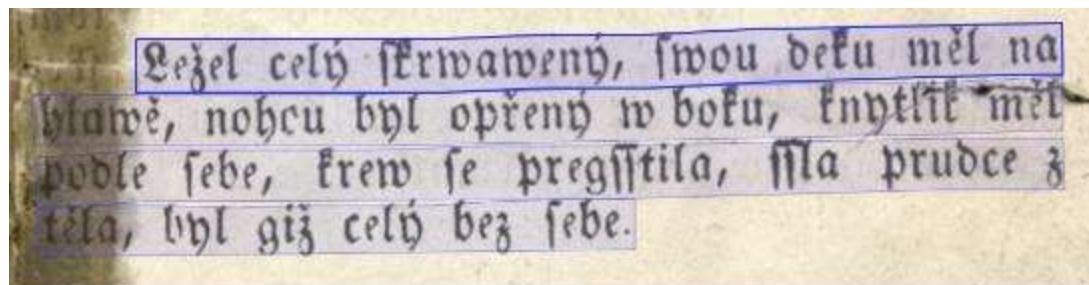 Ležel celý ſkrwawený, ſwou deku měl na
hlawě, nohcu byl opřený w boku, knytlik měl
podle ſebe, krew ſe pregſſtila, ſſla prudce z
těla, byl giž celý bez ſebe.